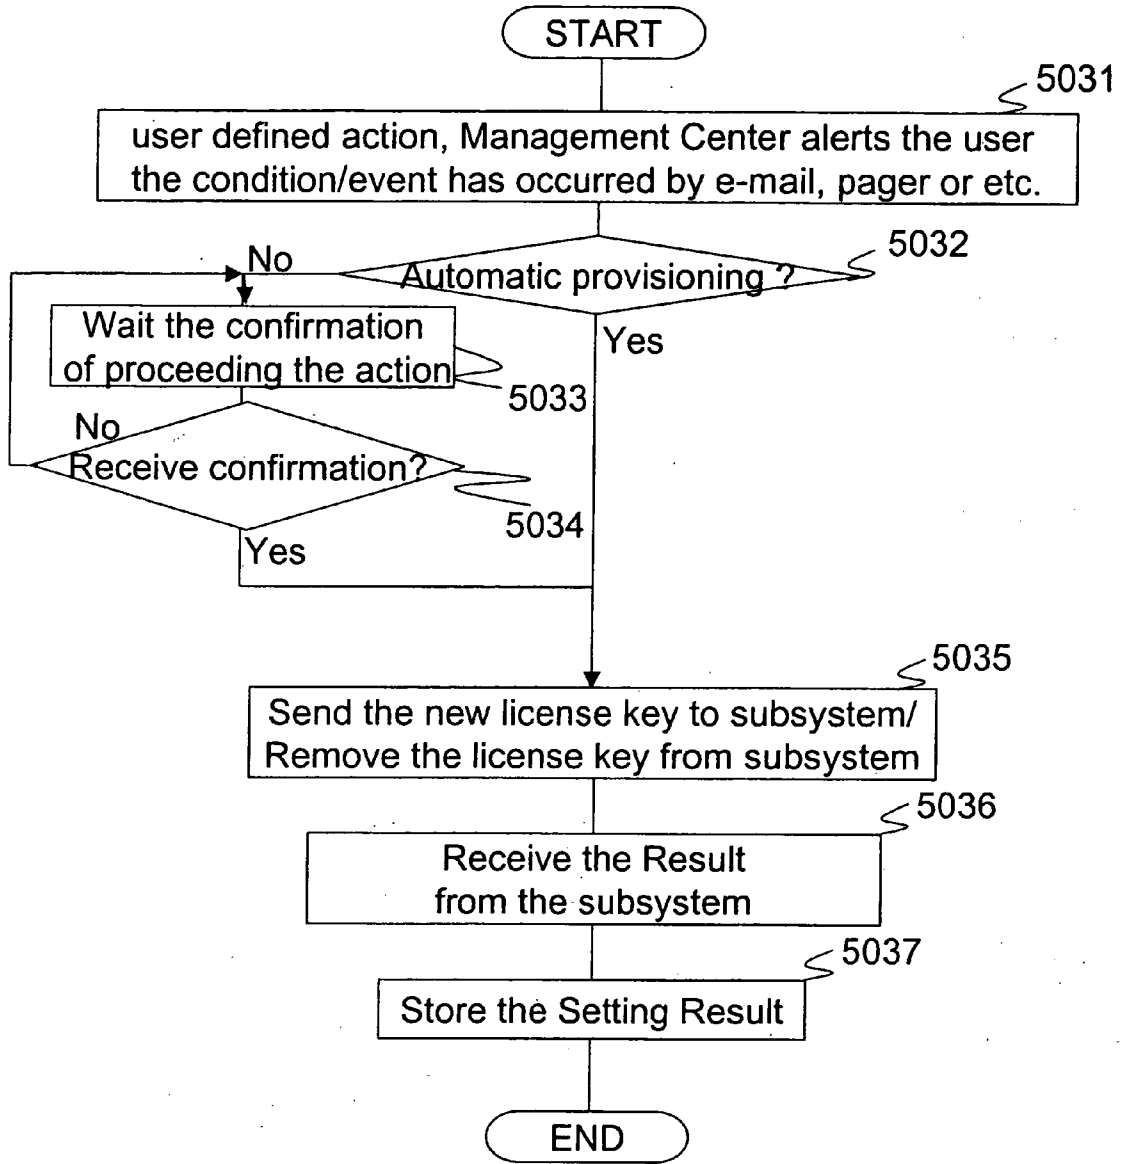 START
5031
user defined action, Management Center alerts the user
the condition/event has occurred by e-mail, pager or etc.
5032
No
Automatic provisioning ?
Yes
Wait the confirmation
of proceeding the action
5033
No
Receive confirmation?
5034
Yes
5035
Send the new license key to subsystem/
Remove the license key from subsystem
5036
Receive the Result
from the subsystem
5037
Store the Setting Result
END